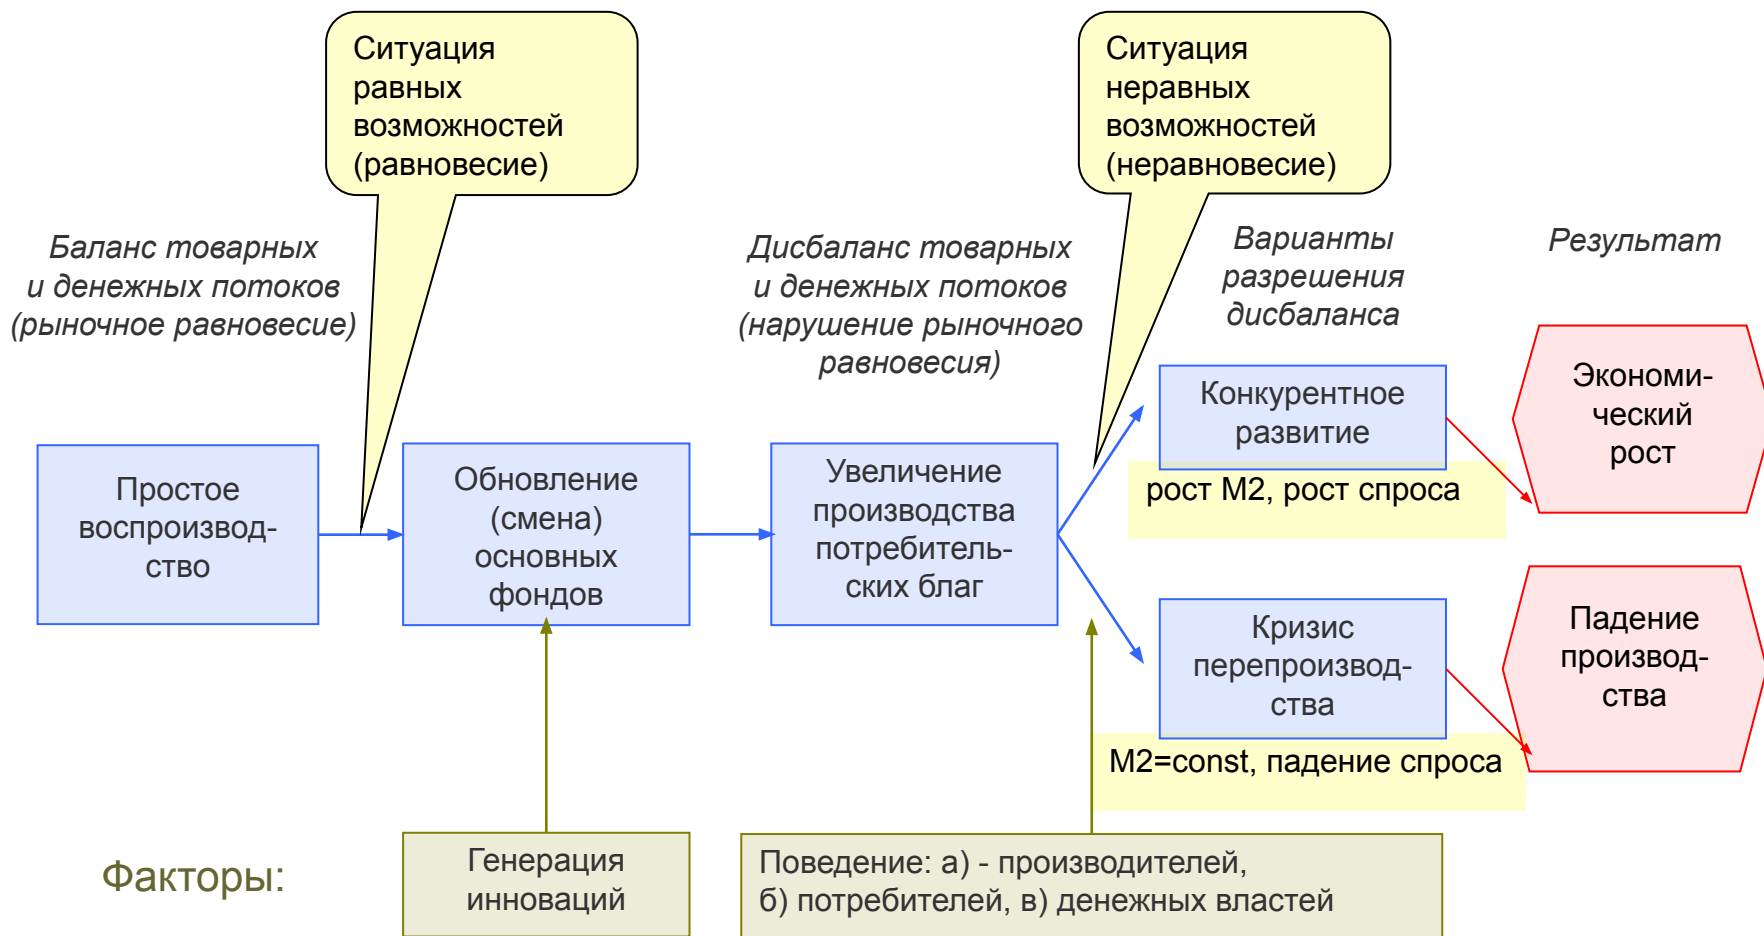 Ситуация
равных
возможностей
(равновесие)
Ситуация
неравных
возможностей
(неравновесие)
Баланс товарных
и денежных потоков
(рыночное равновесие)
Дисбаланс товарных
и денежных потоков
(нарушение рыночного
равновесия)
Варианты
разрешения
дисбаланса
Результат
Простое
воспроизвод-
ство
Обновление
(смена)
основных
фондов
Увеличение
производства
потребитель-
ских благ
Конкурентное
развитие
рост М2, рост спроса
Экономи-
ческий
рост
Кризис
перепроизвод-
ства
М2=const, падение спроса
Падение
производ-
ства
Факторы:
Генерация
инноваций
Поведение: а) - производителей,
б) потребителей, в) денежных властей